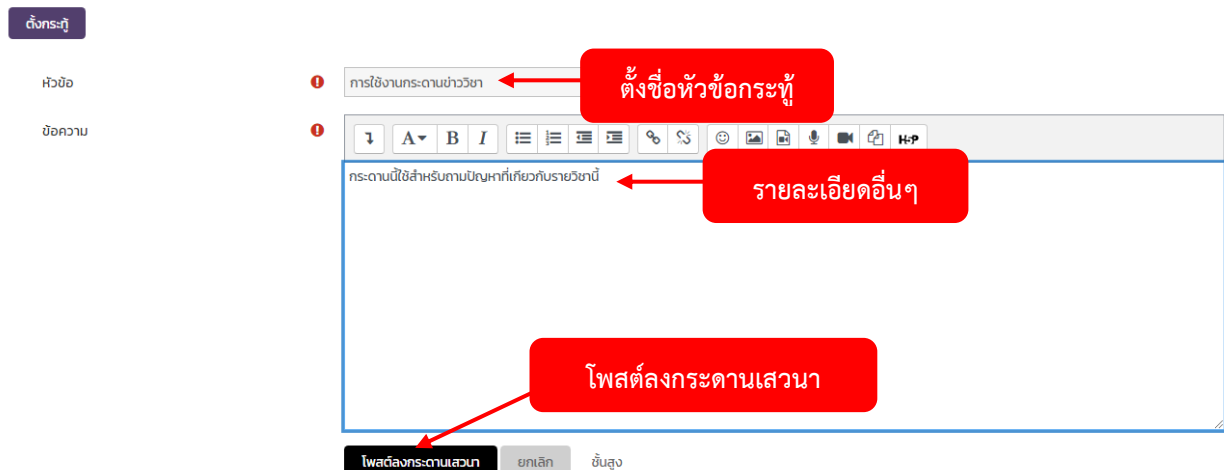 ตั้งกระทู้
หัวข้อ
การใช้งานกระดานข่าววิชา
ตั้งชื่อหัวข้อกระทู้
ข้อความ
A B I H5P
กระดานนี้ใช้สำหรับถามปัญหาที่เกี่ยวกับรายวิชานี้
รายละเอียดอื่นๆ
โพสต์ลงกระดานเสวนา
โพสต์ลงกระดานเสวนา ยกเลิก ชั้นสูง